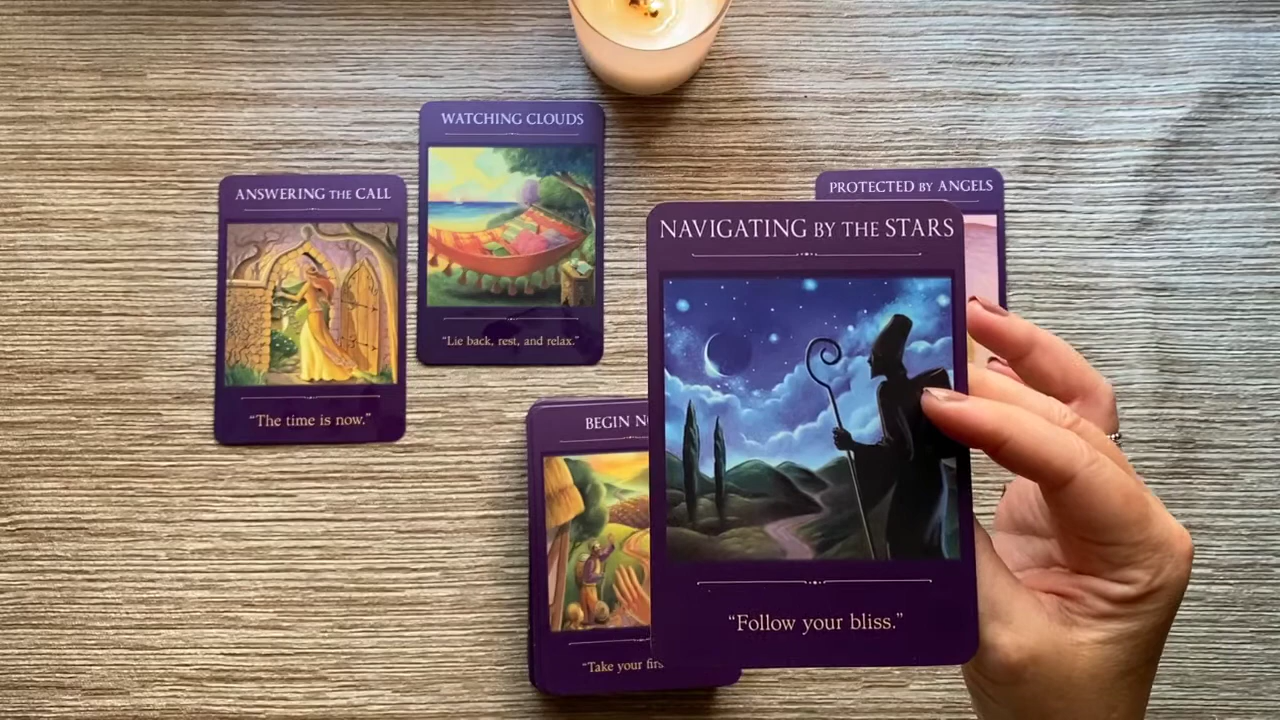 WATCHING CLOUDS
"Lie back, rest, and relax."
ANSWERING THE CALL
"The time is now."
PROTECTED BY ANGELS
NAVIGATING BY THE STARS
"Follow your bliss."
BEGIN
"Take your